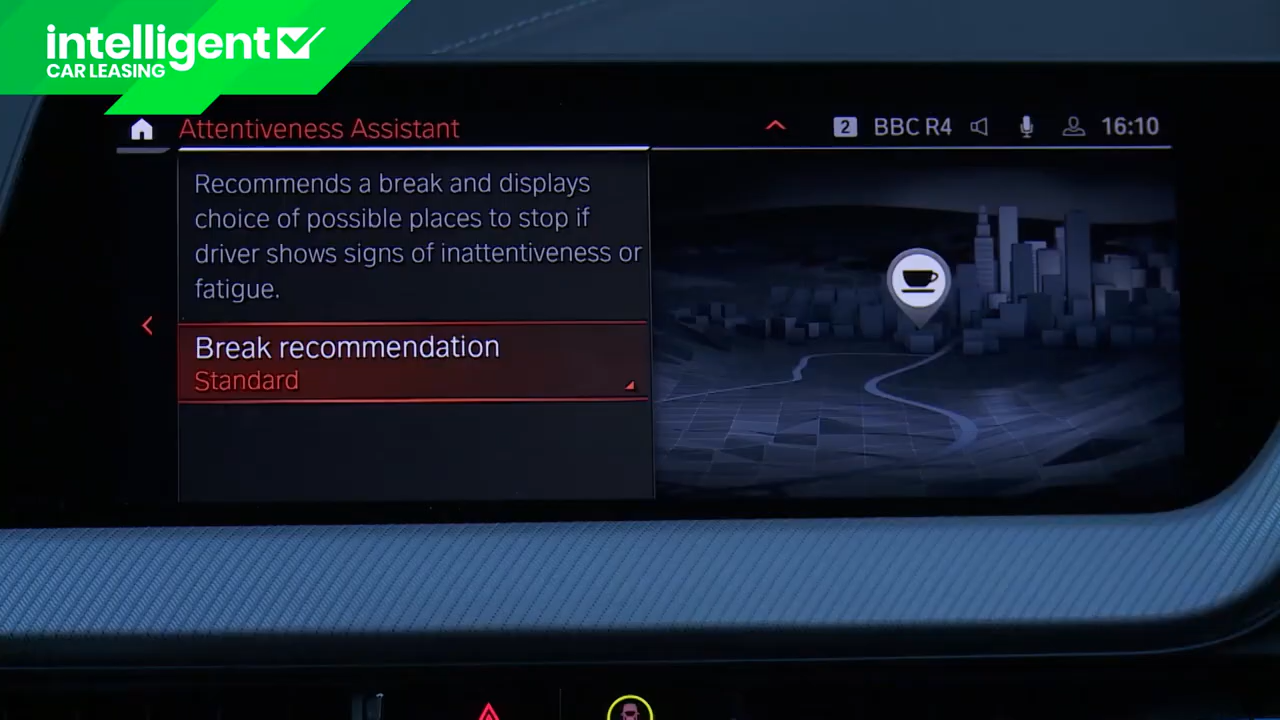 intelligent
CAR LEASING
Attentiveness Assistant
2 BBC R4 16:10
Recommends a break and displays
choice of possible places to stop if
driver shows signs of inattentiveness or
fatigue.
Break recommendation
Standard